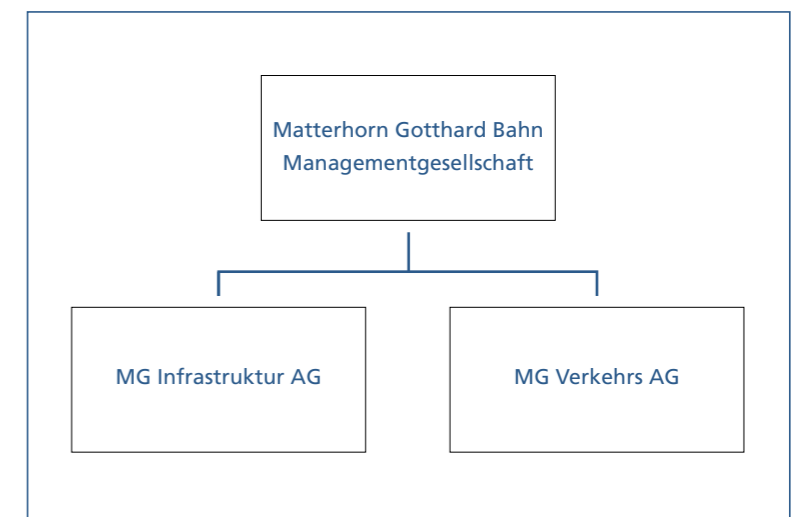 Matterhorn Gotthard Bahn
Managementgesellschaft
MG Infrastruktur AG
MG Verkehrs AG